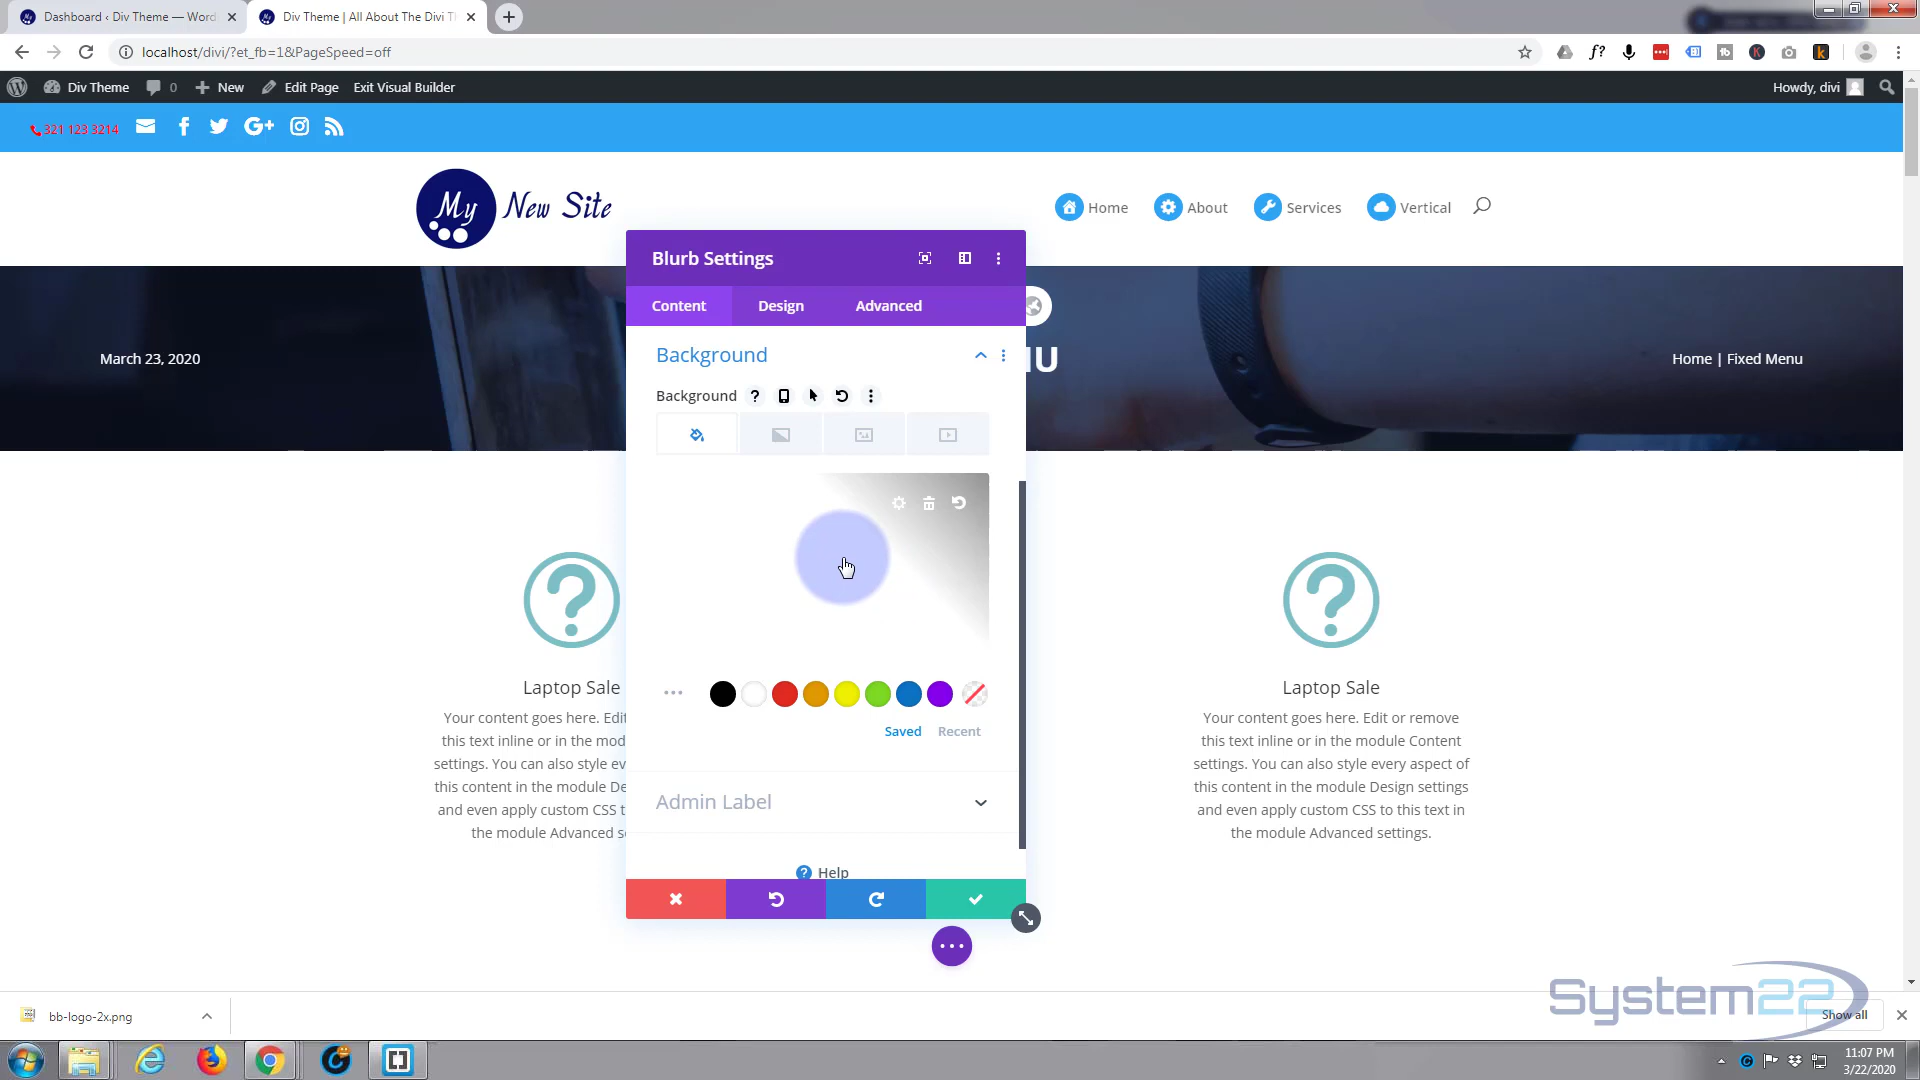 Dashboard ‹ Div Theme — Word
Div Theme | All About The Divi Th
localhost/divi/?et_fb=1&PageSpeed=off
Div Theme
0
New
Edit Page
Exit Visual Builder
Howdy, divi
321 123 3214
My New Site
Home
About
Services
Vertical
Blurb Settings
Content
Design
Advanced
March 23, 2020
NU
Home | Fixed Menu
Background
Background
Saved
Recent
Admin Label
Help
Laptop Sale
Your content goes here. Edit
this text inline or in the mod
settings. You can also style eve
this content in the module De
and even apply custom CSS t
the module Advanced s
Laptop Sale
Your content goes here. Edit or remove
this text inline or in the module Content
settings. You can also style every aspect of
this content in the module Design settings
and even apply custom CSS to this text in
the module Advanced settings.
System22
bb-logo-2x.png
Show all
11:07 PM
3/22/2020